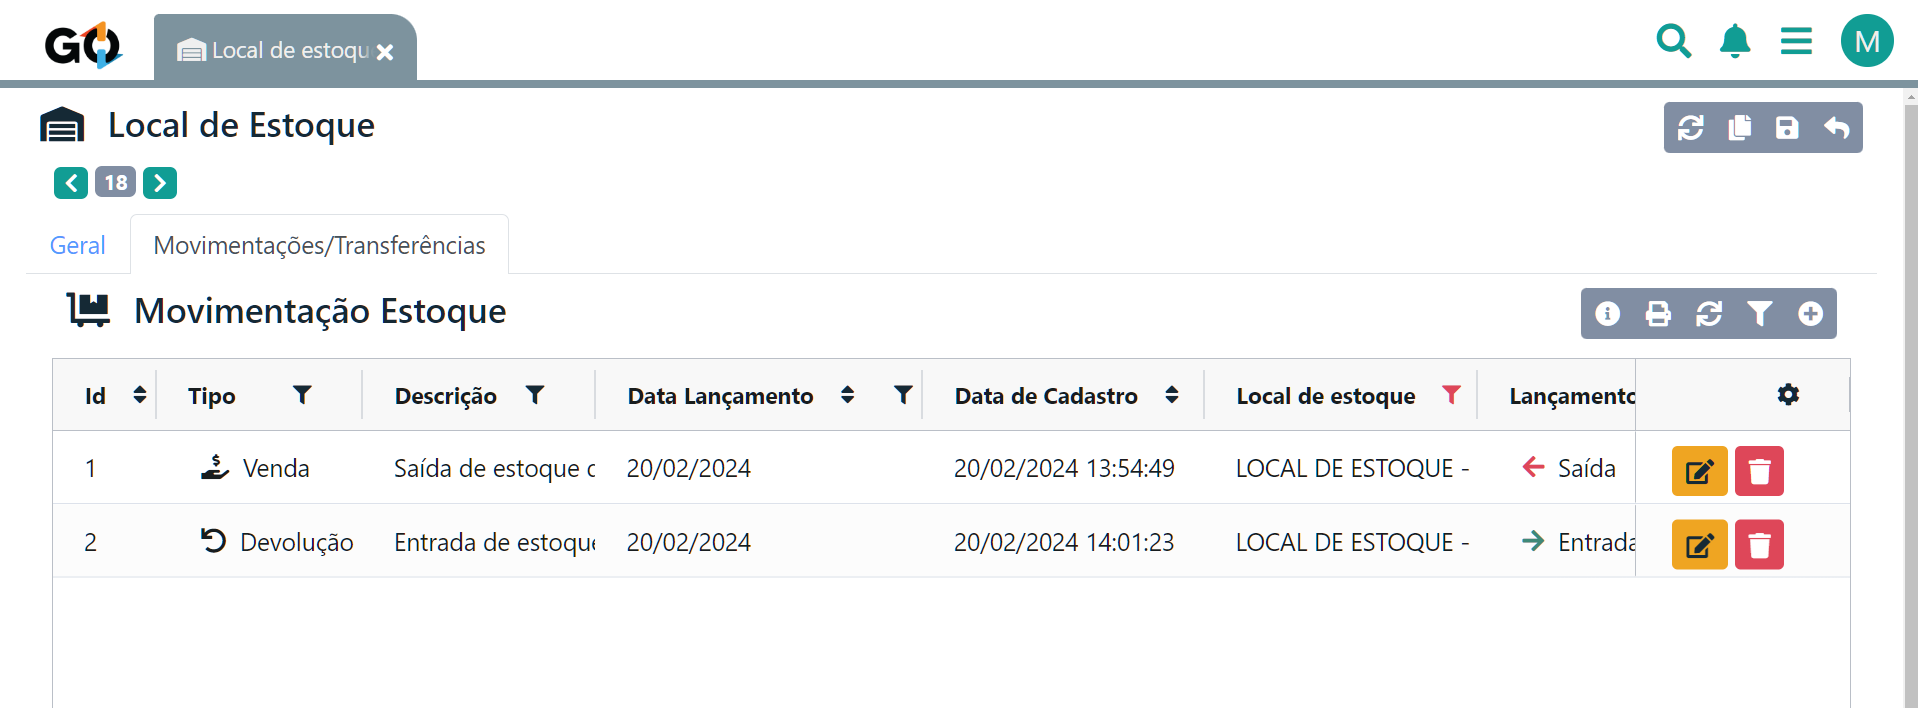 GO
Local de estoqu
M
Local de Estoque
18
Geral
Movimentações/Transferências
Movimentação Estoque
Id Tipo Descrição Data Lançamento Data de Cadastro Local de estoque Lançamento
1 Venda Saída de estoque 20/02/2024 20/02/2024 13:54:49 LOCAL DE ESTOQUE - Saída
2 Devolução Entrada de estoque 20/02/2024 20/02/2024 14:01:23 LOCAL DE ESTOQUE - Entrada